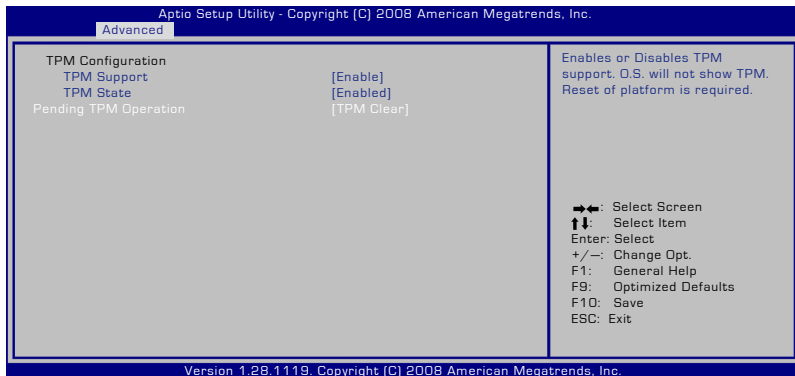 Aptio Setup Utility - Copyright (C) 2008 American Megatrends, Inc.
Advanced
TPM Configuration
TPM Support [Enable]
TPM State [Enabled]
Pending TPM Operation [TPM Clear]
Enables or Disables TPM
support. O.S. will not show TPM.
Reset of platform is required.
→←: Select Screen
↑↓: Select Item
Enter: Select
+/−: Change Opt.
F1: General Help
F9: Optimized Defaults
F10: Save
ESC: Exit
Version 1.28.1119. Copyright (C) 2008 American Megatrends, Inc.